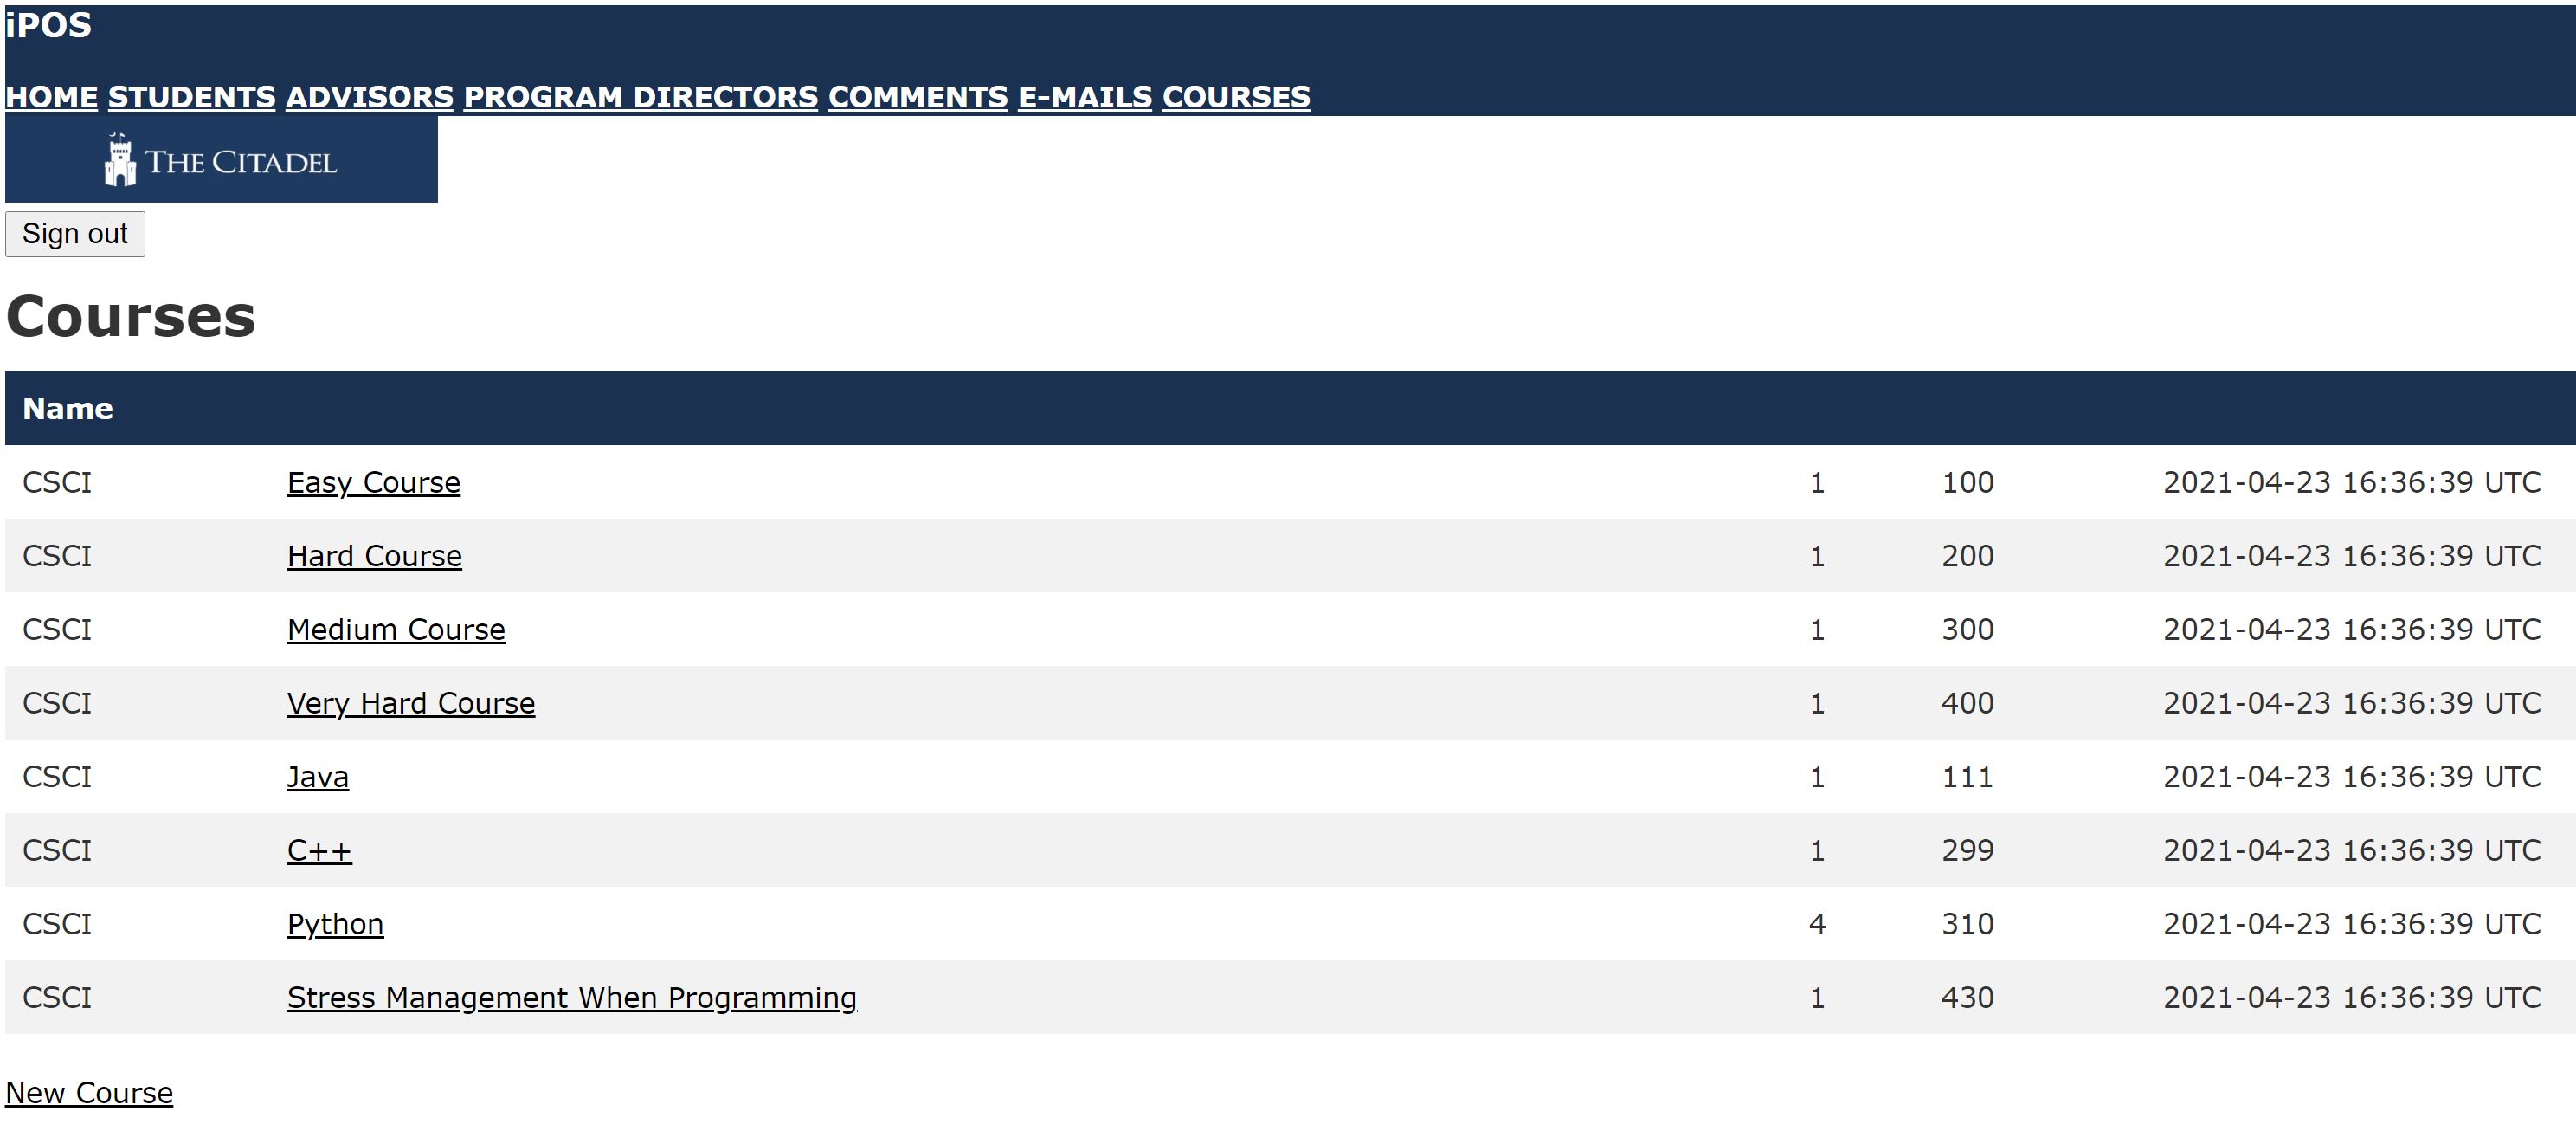 iPOS
HOME STUDENTS ADVISORS PROGRAM DIRECTORS COMMENTS E-MAILS COURSES
THE CITADEL
Sign out
Courses
Name
CSCI Easy Course 1 100 2021-04-23 16:36:39 UTC
CSCI Hard Course 1 200 2021-04-23 16:36:39 UTC
CSCI Medium Course 1 300 2021-04-23 16:36:39 UTC
CSCI Very Hard Course 1 400 2021-04-23 16:36:39 UTC
CSCI Java 1 111 2021-04-23 16:36:39 UTC
CSCI C++ 1 299 2021-04-23 16:36:39 UTC
CSCI Python 4 310 2021-04-23 16:36:39 UTC
CSCI Stress Management When Programming 1 430 2021-04-23 16:36:39 UTC
New Course